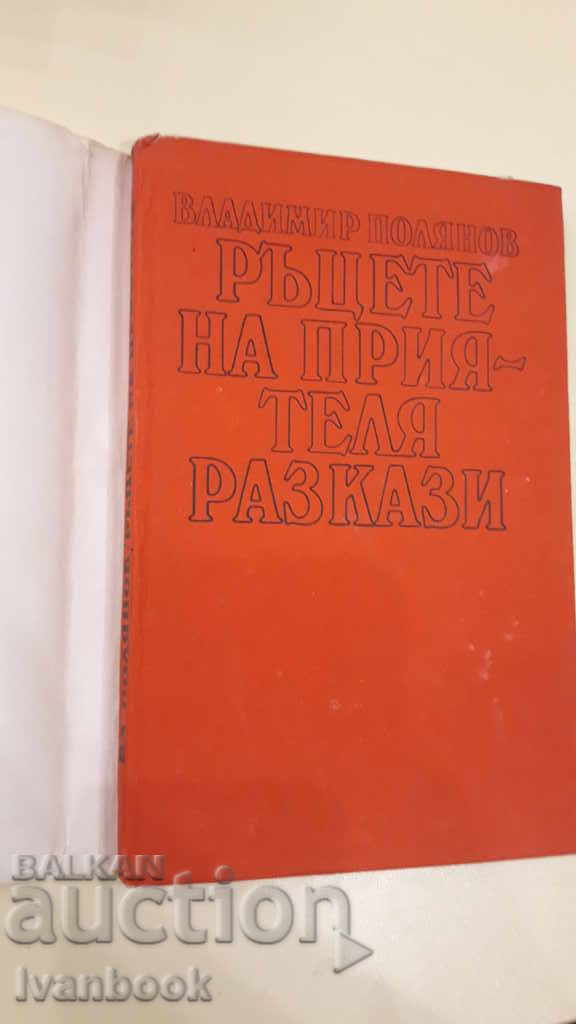 ВЛАДИМИР ПОЛЯНОВ
РЪЦЕТЕ
НА ПРИЯ-
ТЕЛЯ
РАЗКАЗИ
BALKAN
auction
Ivanbook